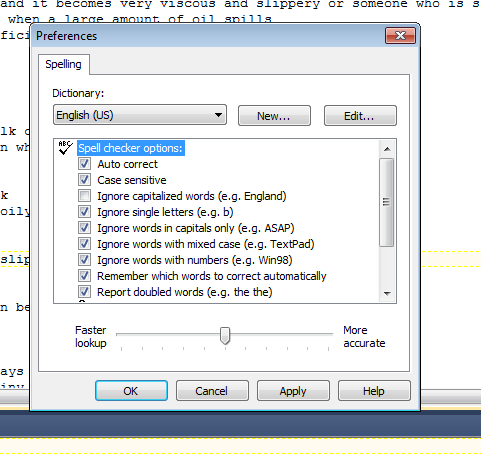 and it becomes very viscous and slippery or someone who is s
when a large amount of oil spills
fici
Preferences
Spelling
Dictionary:
English (US)
New...
Edit...
lk
n wh
ABC
Spell checker options:
Auto correct
Case sensitive
Ignore capitalized words (e.g. England)
k
Ignore single letters (e.g. b)
oily
Ignore words in capitals only (e.g. ASAP)
Ignore words with mixed case (e.g. TextPad)
slip
Ignore words with numbers (e.g. Win98)
Remember which words to correct automatically
Report doubled words (e.g. the the)
n be
Faster
lookup
More
accurate
ays
OK
Cancel
Apply
Help